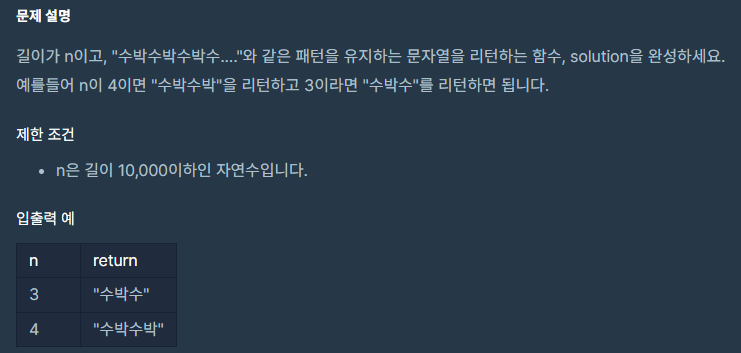 문제 설명
길이가 n이고, "수박수박수박수...."와 같은 패턴을 유지하는 문자열을 리턴하는 함수, solution을 완성하세요.
예를들어 n이 4이면 "수박수박"을 리턴하고 3이라면 "수박수"를 리턴하면 됩니다.
제한 조건
• n은 길이 10,000이하인 자연수입니다.
입출력 예
n return
3 "수박수"
4 "수박수박"